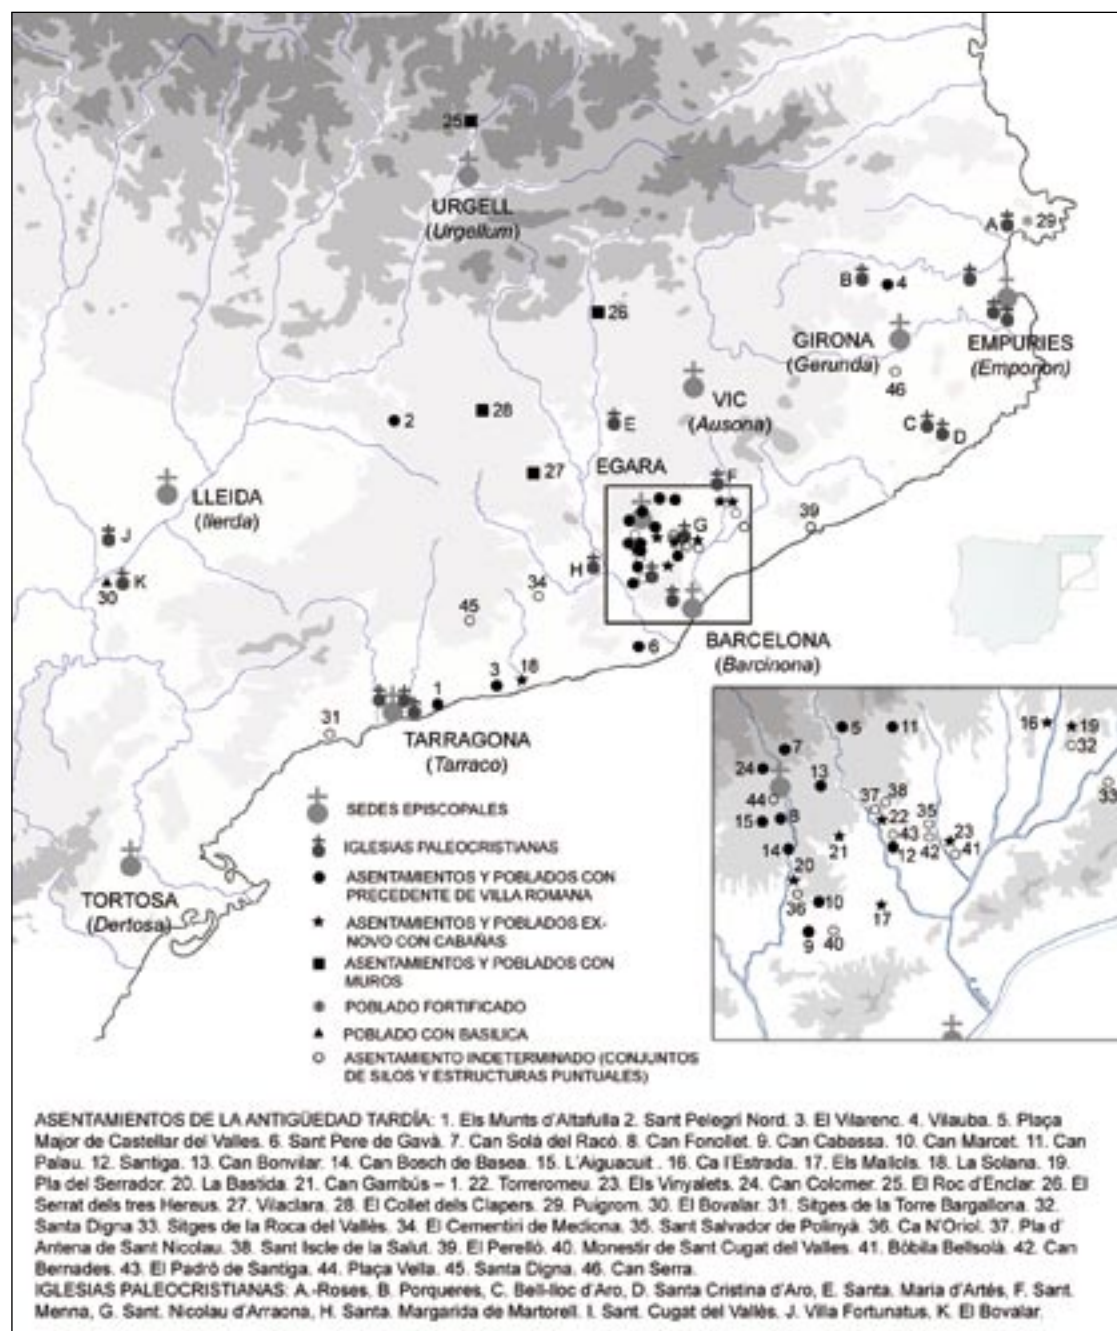 25
URGELL
(Urgellum)
A
29
B
4
26
GIRONA
(Gerunda)
EMPURIES
(Emporion)
46
VIC
(Ausona)
2
28
E
C
D
EGARA
27
F
LLEIDA
(Ilerda)
39
G
J
H
K
30
34
45
6
BARCELONA
(Barcinona)
3
18
1
31
TARRAGONA
(Tarraco)
TORTOSA
(Dertosa)
SEDES EPISCOPALES
IGLESIAS PALEOCRISTIANAS
ASENTAMIENTOS Y POBLADOS CON
PRECEDENTE DE VILLA ROMANA
ASENTAMIENTOS Y POBLADOS EX-
NOVO CON CABAÑAS
ASENTAMIENTOS Y POBLADOS CON
MUROS
POBLADO FORTIFICADO
POBLADO CON BASILICA
ASENTAMIENTO INDETERMINADO (CONJUNTOS
DE SILOS Y ESTRUCTURAS PUNTUALES)
5
11
16
19
32
7
24
13
33
44
37
38
35
15
8
22
43
23
14
21
12
42
41
20
36
10
17
9
40
ASENTAMIENTOS DE LA ANTIGÜEDAD TARDÍA: 1. Els Munts d'Altafulla 2. Sant Pelegrí Nord. 3. El Vilarenc. 4. Vilauba. 5. Plaça
Major de Castellar del Valles. 6. Sant Pere de Gavà. 7. Can Solà del Racó. 8. Can Fonollet. 9. Can Cabassa. 10. Can Marcet. 11. Can
Palau. 12. Santiga. 13. Can Bonvilar. 14. Can Bosch de Basea. 15. L'Aiguacuit . 16. Ca l'Estrada. 17. Els Mallols. 18. La Solana. 19.
Pla del Serrador. 20. La Bastida. 21. Can Gambús – 1. 22. Torreromeu. 23. Els Vinyalets. 24. Can Colomer. 25. El Roc d'Enclar. 26. El
Serrat dels tres Hereus. 27. Vilaclara. 28. El Collet dels Clapers. 29. Puigrom. 30. El Bovalar. 31. Sitges de la Torre Bargallona. 32.
Santa Digna 33. Sitges de la Roca del Vallès. 34. El Cementiri de Mediona. 35. Sant Salvador de Polinyà. 36. Ca N'Oriol. 37. Pla d'
Antena de Sant Nicolau. 38. Sant Iscle de la Salut. 39. El Perelló. 40. Monestir de Sant Cugat del Valles. 41. Bòbila Bellsolà. 42. Can
Bernades. 43. El Padró de Santiga. 44. Plaça Vella. 45. Santa Digna. 46. Can Serra.
IGLESIAS PALEOCRISTIANAS: A.-Roses, B. Porqueres, C. Bell-lloc d'Aro, D. Santa Cristina d'Aro, E. Santa. Maria d'Artés, F. Sant.
Menna, G. Sant. Nicolau d'Arraona, H. Santa. Margarida de Martorell. I. Sant. Cugat del Vallès. J. Villa Fortunatus, K. El Bovalar.